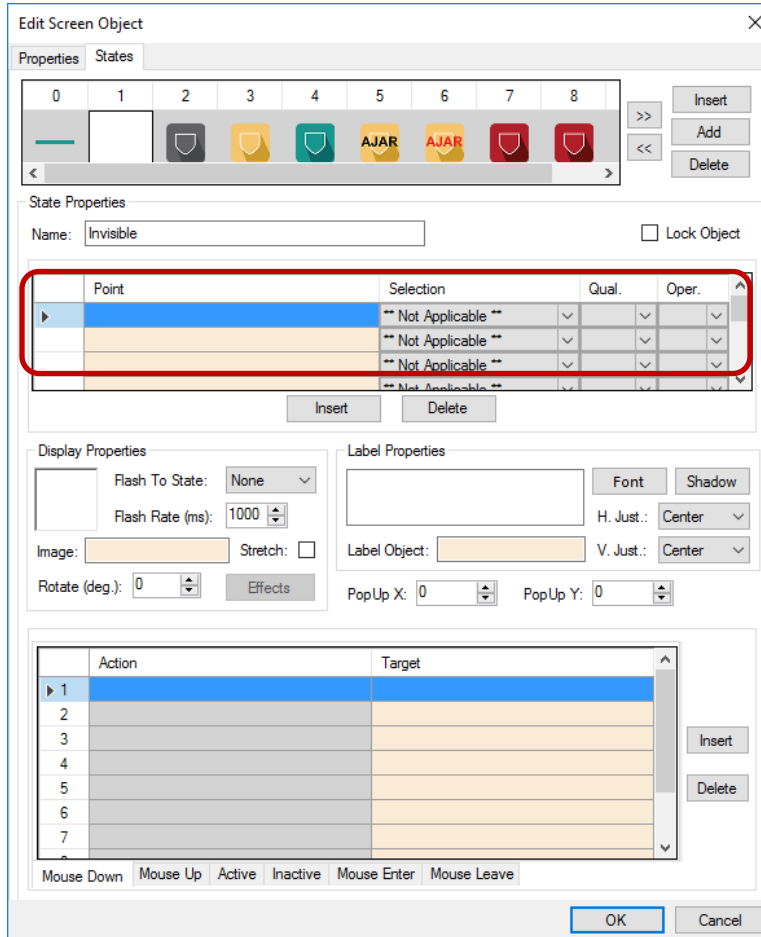 Edit Screen Object
Properties States
0 1 2 3 4 5 6 7 8
AJAR AJAR
>>
<<
Insert
Add
Delete
State Properties
Name: Invisible Lock Object
Point Selection Qual. Oper.
** Not Applicable **
** Not Applicable **
** Not Applicable **
** Not Applicable **
Insert Delete
Display Properties
Flash To State: None
Flash Rate (ms): 1000
Image: Stretch:
Rotate (deg.): 0 Effects
Label Properties
Font Shadow
H. Just.: Center
Label Object: V. Just.: Center
PopUp X: 0 PopUp Y: 0
Action Target
1
2
3
4
5
6
7
Insert
Delete
Mouse Down Mouse Up Active Inactive Mouse Enter Mouse Leave
OK Cancel